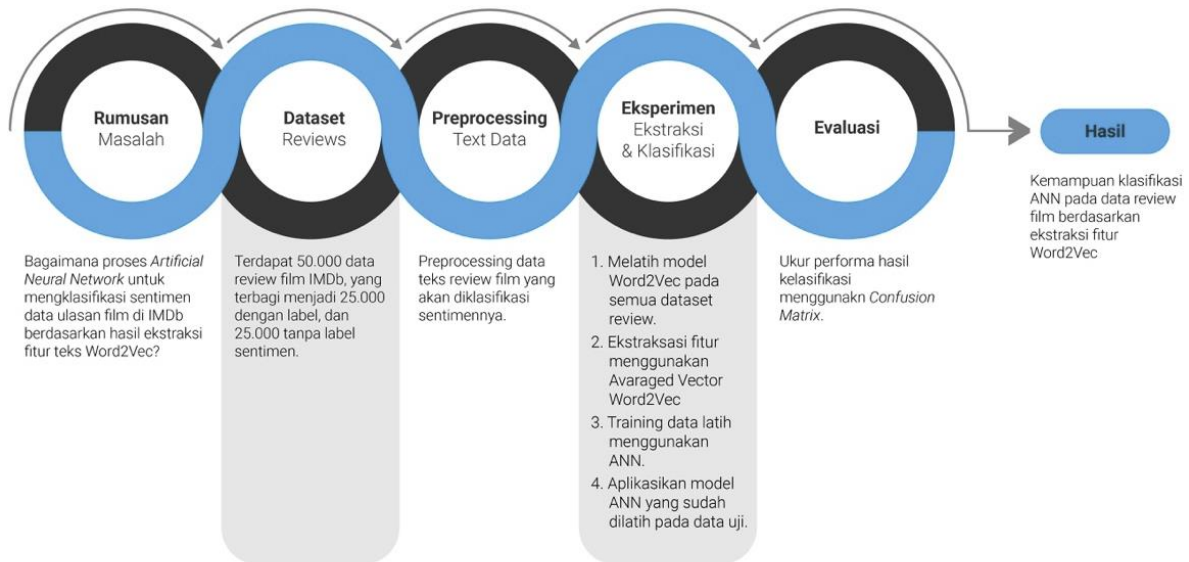 Rumusan
Masalah
Dataset
Reviews
Preprocessing
Text Data
Eksperimen
Ekstraksi
& Klasifikasi
Evaluasi
Hasil
Bagaimana proses Artificial
Neural Network untuk
mengklasifikasi sentimen
data ulasan film di IMDb
berdasarkan hasil ekstraksi
fitur teks Word2Vec?
Terdapat 50.000 data
review film IMDb, yang
terbagi menjadi 25.000
dengan label, dan
25.000 tanpa label
sentimen.
Preprocessing data
teks review film yang
akan diklasifikasi
sentimennya.
1. Melatih model
Word2Vec pada
semua dataset
review.
2. Ekstraksasi fitur
menggunakan
Avaraged Vector
Word2Vec
3. Training data latih
menggunakan
ANN.
4. Aplikasikan model
ANN yang sudah
dilatih pada data uji.
Ukur performa hasil
kelasifikasi
menggunakn Confusion
Matrix.
Kemampuan klasifikasi
ANN pada data review
film berdasarkan
ekstraksi fitur
Word2Vec